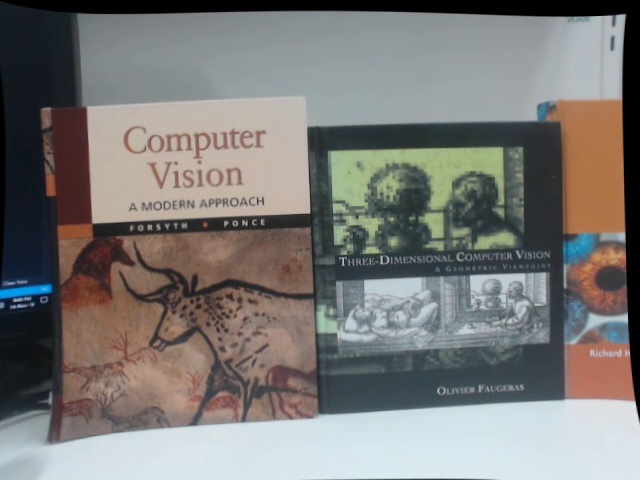 Computer
Vision
A MODERN APPROACH
FORSYTH • PONCE
THREE-DIMENSIONAL COMPUTER VISION
A GEOMETRIC VIEWPOINT
OLIVIER FAUGERAS
Richard H